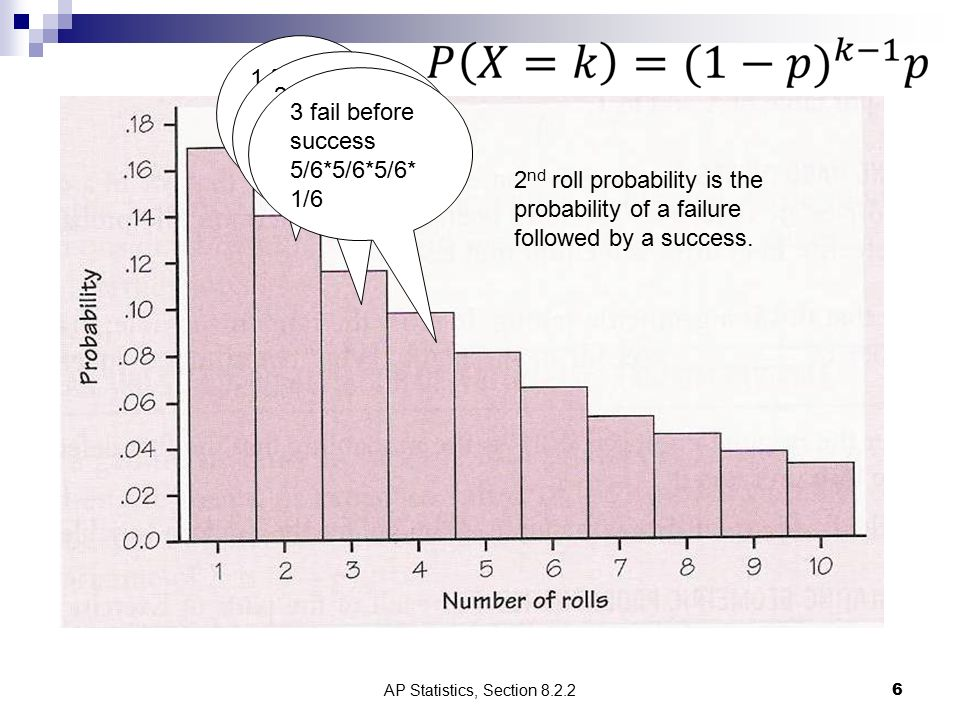 P(X = k) = (1 − p)^{k−1}p
1
2
3 fail before
success
5/6*5/6*5/6*
1/6
2nd roll probability is the
probability of a failure
followed by a success.
.18
.16
.14
.12
.10
.08
.06
.04
.02
0.0
Probability
1 2 3 4 5 6 7 8 9 10
Number of rolls
AP Statistics, Section 8.2.2
6